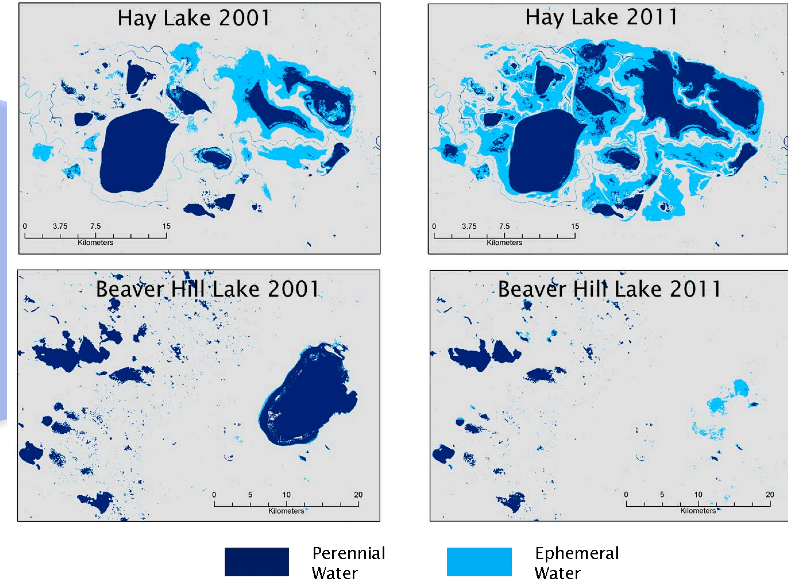 Hay Lake 2001
0 3.75 7.5 15
Kilometers
Hay Lake 2011
0 3.75 7.5 15
Kilometers
Beaver Hill Lake 2001
0 5 10 20
Kilometers
Beaver Hill Lake 2011
0 5 10 20
Kilometers
Perennial
Water
Ephemeral
Water